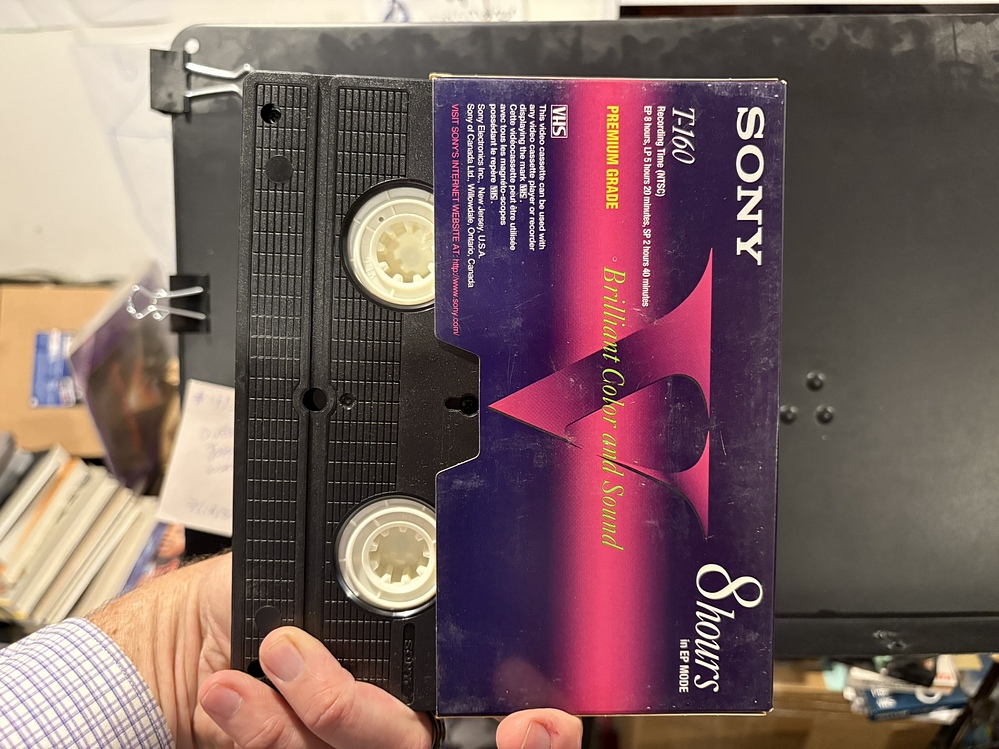 SONY
T-160
Recording Time (NTSC)
EP 8 hours, LP 5 hours 20 minutes, SP 2 hours 40 minutes
PREMIUM GRADE
Brilliant Color and Sound
8 hours
in EP MODE
VHS
This video cassette can be used with
any video cassette player or recorder
displaying the mark VHS.
Cette vidéocassette peut être utilisée
avec tous les magnéto-scopes
possédant le repère VHS.
Sony Electronics Inc., New Jersey, U.S.A.
Sony of Canada Ltd., Willowdale, Ontario, Canada
VISIT SONY'S INTERNET WEBSITE AT: http://www.sony.com/
SONY